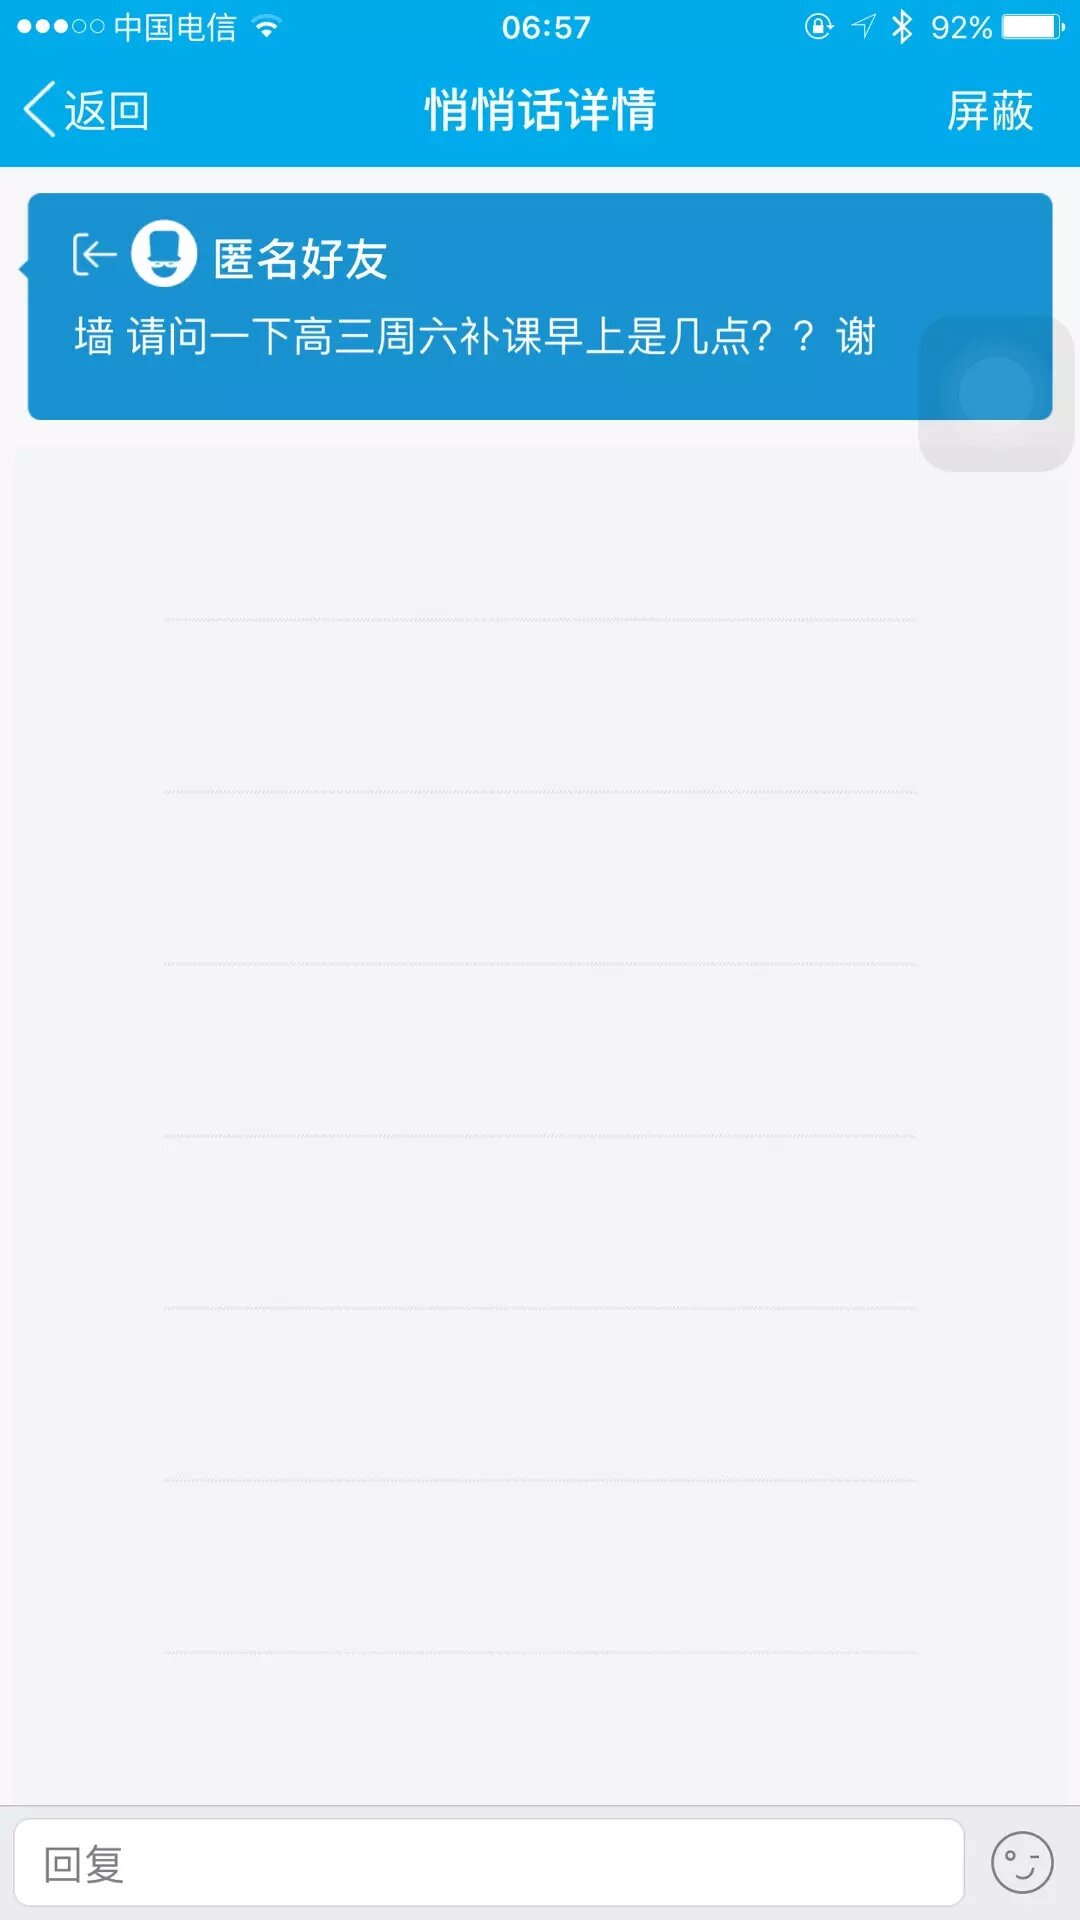 中国电信 06:57 92%
返回 悄悄话详情 屏蔽
匿名好友
墙 请问一下高三周六补课早上是几点？？谢
回复